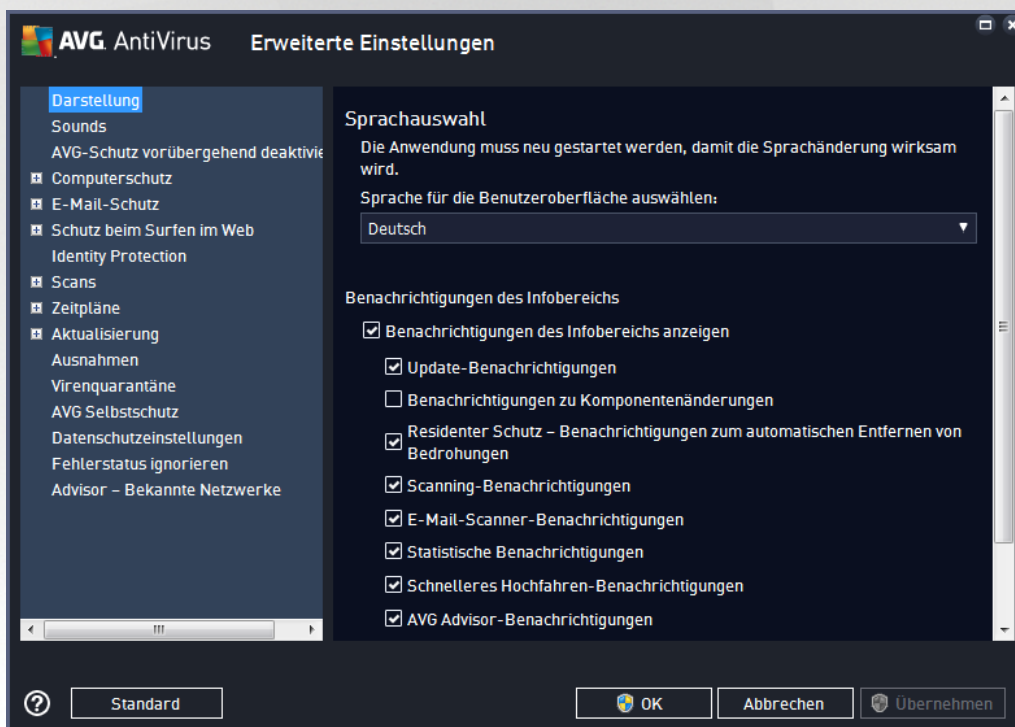 AVG. AntiVirus Erweiterte Einstellungen
Darstellung
Sounds
AVG-Schutz vorübergehend deaktivie
Computerschutz
E-Mail-Schutz
Schutz beim Surfen im Web
Identity Protection
Scans
Zeitpläne
Aktualisierung
Ausnahmen
Virenquarantäne
AVG Selbstschutz
Datenschutzeinstellungen
Fehlerstatus ignorieren
Advisor – Bekannte Netzwerke
Sprachauswahl
Die Anwendung muss neu gestartet werden, damit die Sprachänderung wirksam
wird.
Sprache für die Benutzeroberfläche auswählen:
Deutsch
Benachrichtigungen des Infobereichs
Benachrichtigungen des Infobereichs anzeigen
Update-Benachrichtigungen
Benachrichtigungen zu Komponentenänderungen
Residenter Schutz – Benachrichtigungen zum automatischen Entfernen von
Bedrohungen
Scanning-Benachrichtigungen
E-Mail-Scanner-Benachrichtigungen
Statistische Benachrichtigungen
Schnelleres Hochfahren-Benachrichtigungen
AVG Advisor-Benachrichtigungen
?
Standard
OK
Abbrechen
Übernehmen